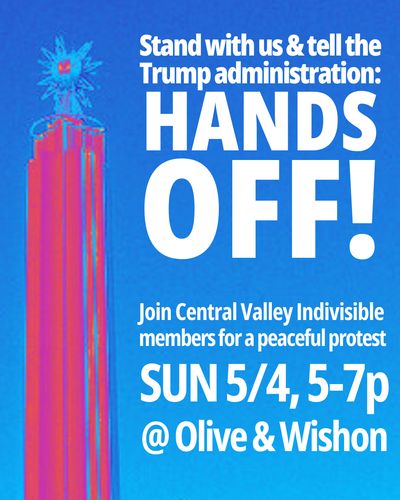 Stand with us & tell the
Trump administration:
HANDS
OFF!
Join Central Valley Indivisible
members for a peaceful protest
SUN 5/4, 5-7p
@ Olive & Wishon